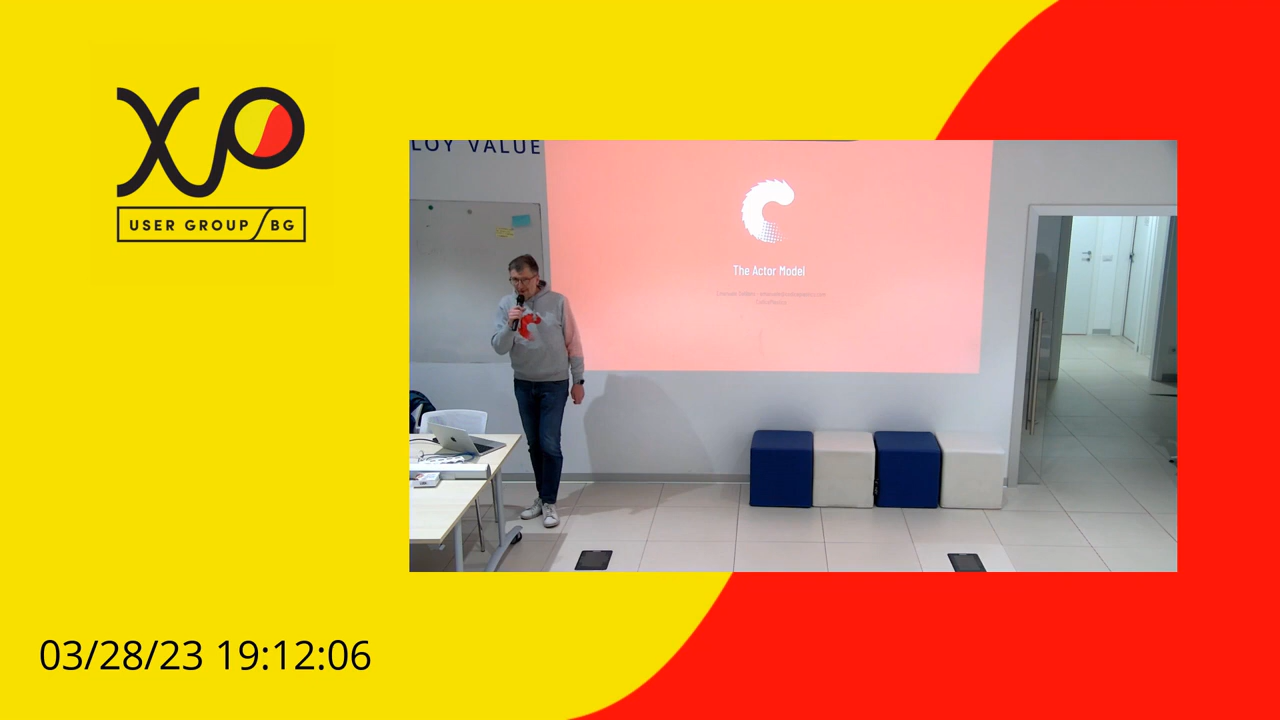 XP
USER GROUP BG
LOY VALUE
The Actor Model
03/28/23 19:12:06